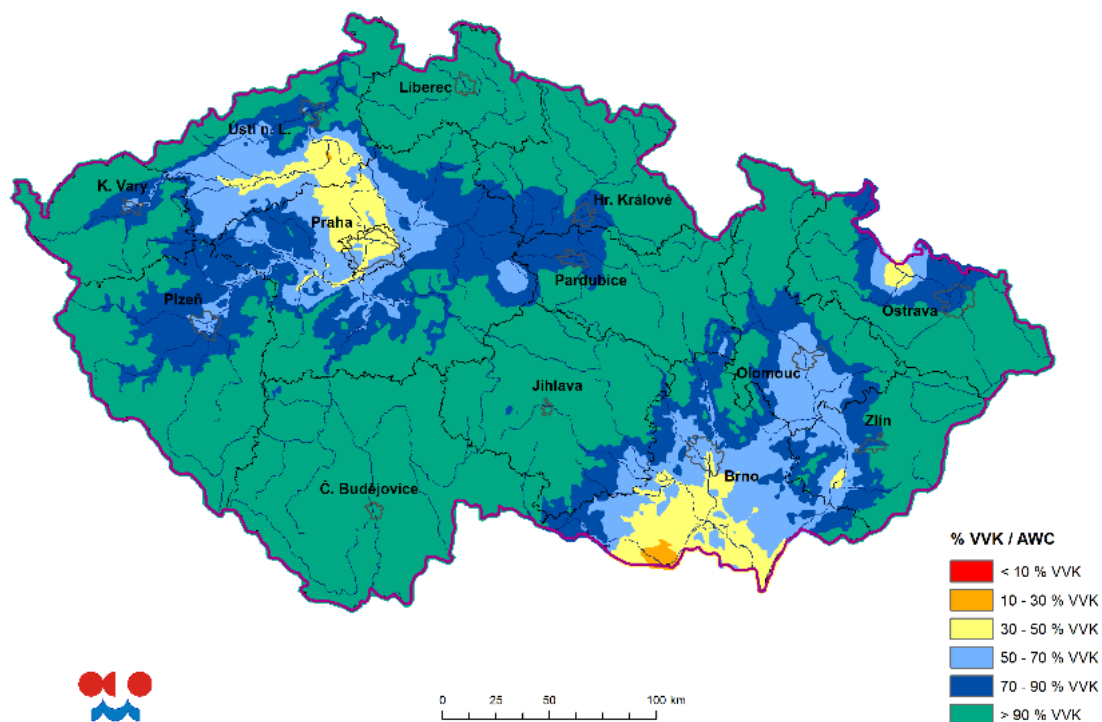 Liberec
Ústí n. L.
K. Vary
Hr. Králové
Praha
Pardubice
Plzeň
Ostrava
Olomouc
Jihlava
Zlín
Brno
Č. Budějovice
% VVK / AWC
< 10 % VVK
10 - 30 % VVK
30 - 50 % VVK
50 - 70 % VVK
70 - 90 % VVK
> 90 % VVK
0 25 50 100 km